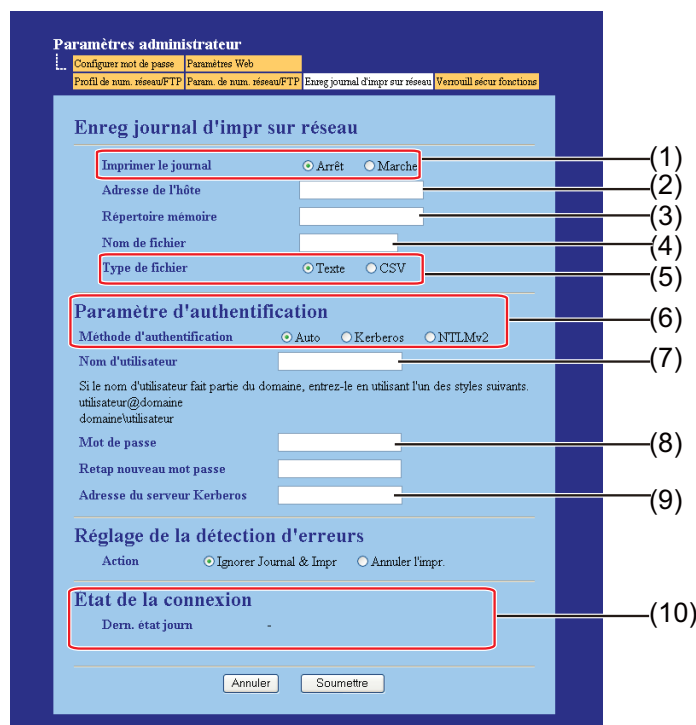 Paramètres administrateur
Configurer mot de passe Paramètres Web
Profil de num. réseau/FTP Param. de num. réseau/FTP Enreg journal d'impr sur réseau Verrouill sécur fonctions
Enreg journal d'impr sur réseau
Imprimer le journal Arrêt Marche (1)
Adresse de l'hôte (2)
Répertoire mémoire (3)
Nom de fichier (4)
Type de fichier Texte CSV (5)
Paramètre d'authentification
Méthode d'authentification Auto Kerberos NTLMv2 (6)
Nom d'utilisateur (7)
Si le nom d'utilisateur fait partie du domaine, entrez-le en utilisant l'un des styles suivants.
utilisateur@domaine
domaine\utilisateur
Mot de passe (8)
Retap nouveau mot passe
Adresse du serveur Kerberos (9)
Réglage de la détection d'erreurs
Action Ignorer Journal & Impr Annuler l'impr.
Etat de la connexion
Dern. état journ - (10)
Annuler Soumettre